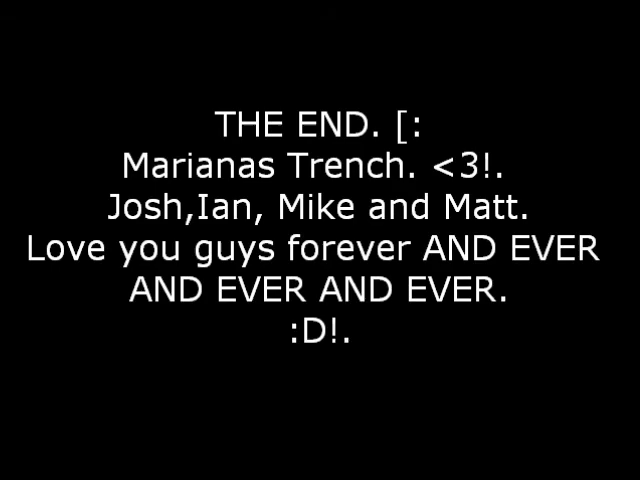 THE END. [:
Marianas Trench. <3!.
Josh,Ian, Mike and Matt.
Love you guys forever AND EVER
AND EVER AND EVER.
:D!.